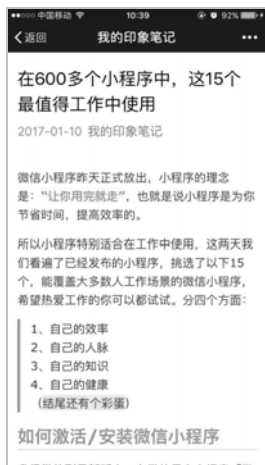 中国移动 10:39 92%
返回 我的印象笔记
在600多个小程序中，这15个
最值得工作中使用
2017-01-10 我的印象笔记
微信小程序昨天正式放出，小程序的理念
是：“让你用完就走”，也就是说小程序是为你
节省时间，提高效率的。
所以小程序特别适合在工作中使用，这两天我
们看遍了已经发布的小程序，挑选了以下15
个，能覆盖大多数人工作场景的微信小程序，
希望热爱工作的你可以都试试。分四个方面：
1、自己的效率
2、自己的人脉
3、自己的知识
4、自己的健康
（结尾还有个彩蛋）
如何激活/安装微信小程序